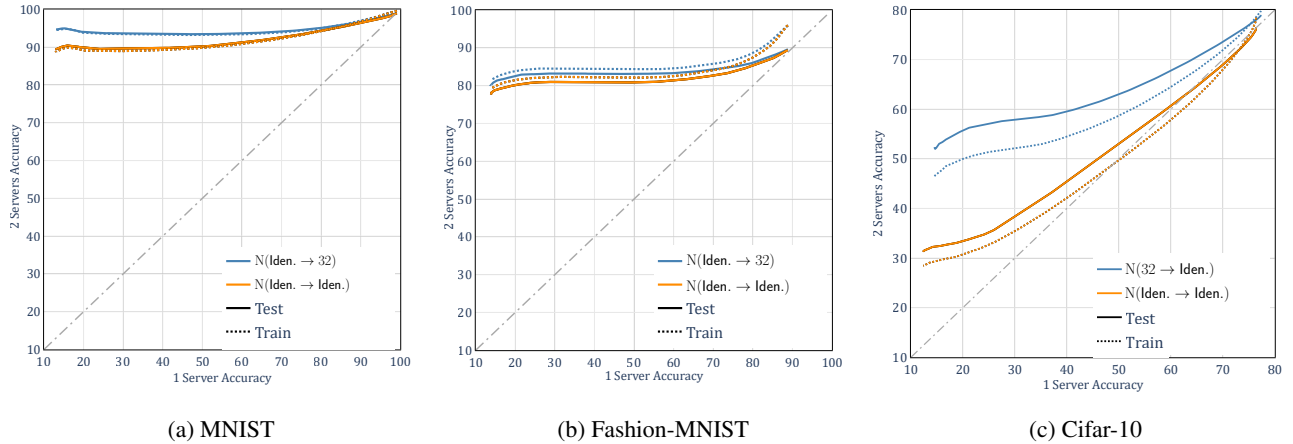 100
90
80
70
60
50
40
30
20
10
2 Servers Accuracy
10 20 30 40 50 60 70 80 90 100
1 Server Accuracy
N(Iden. → 32)
N(Iden. → Iden.)
Test
Train
(a) MNIST
100
90
80
70
60
50
40
30
20
10
2 Servers Accuracy
10 20 30 40 50 60 70 80 90 100
1 Server Accuracy
N(Iden. → 32)
N(Iden. → Iden.)
Test
Train
(b) Fashion-MNIST
80
70
60
50
40
30
20
10
2 Servers Accuracy
10 20 30 40 50 60 70 80
1 Server Accuracy
N(32 → Iden.)
N(Iden. → Iden.)
Test
Train
(c) Cifar-10